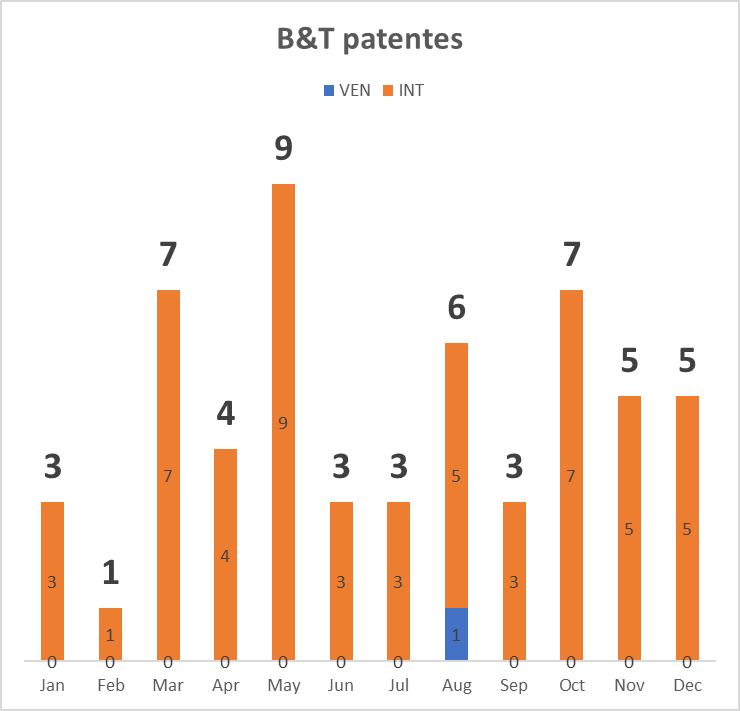 B&T patentes
VEN INT
9
7 7
6
5 5
4
3 3 3 3
1
9
7 5 7
4 5 5
3 3 3 3
1 1
0 0 0 0 0 0 0 0 0 0 0
Jan Feb Mar Apr May Jun Jul Aug Sep Oct Nov Dec